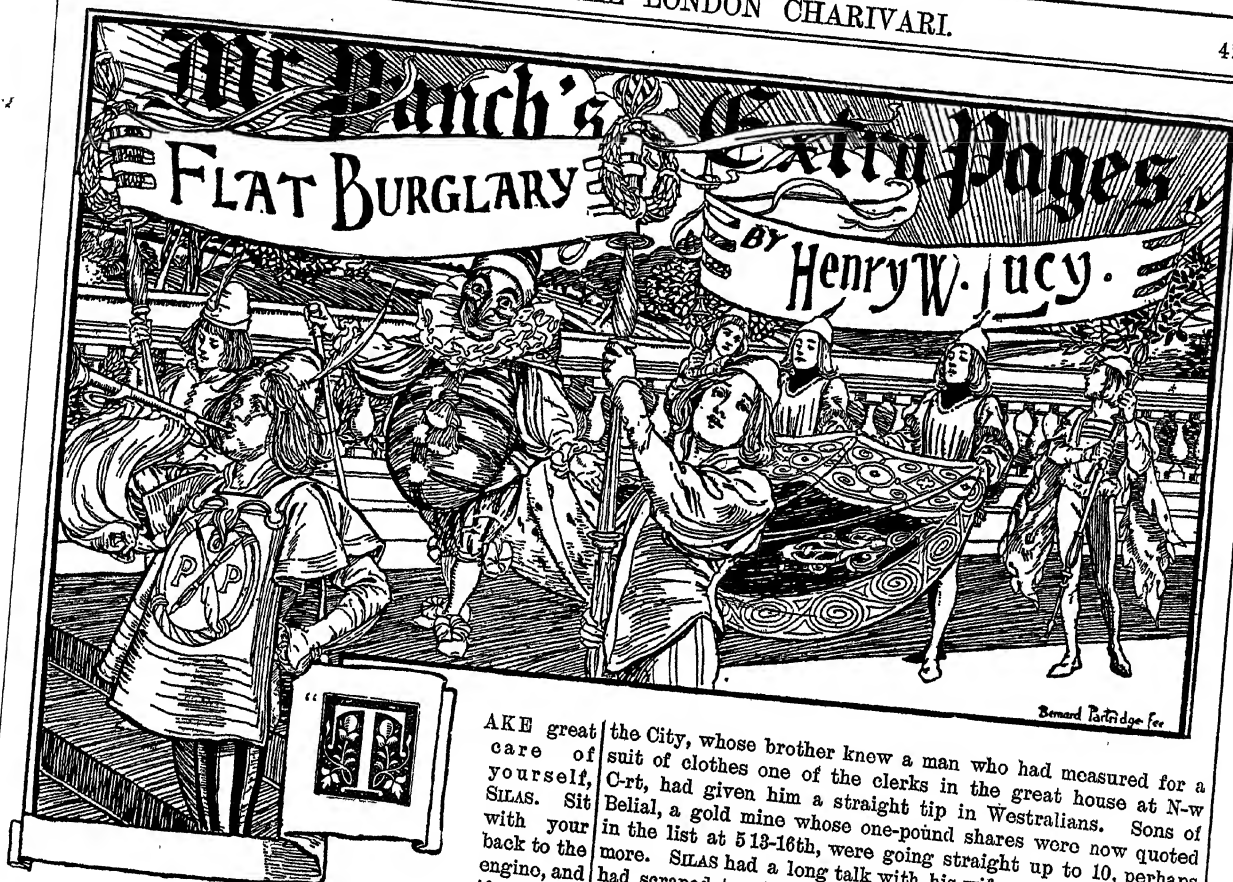 LONDON CHARIVARI.
Mr Punch's Extra Pages
FLAT BURGLARY
BY Henry W. Lucy.
P P
Bernard Partridge Fec
"T
AKE great
care of
yourself,
SILAS. Sit
with your
back to the
engine, and
the City, whose brother knew a man who had measured for a
suit of clothes one of the clerks in the great house at N-w
C-rt, had given him a straight tip in Westralians. Sons of
Belial, a gold mine whose one-pound shares were now quoted
in the list at 5 13-16th, were going straight up to 10, perhaps
more. SILAS had a long talk with his
had